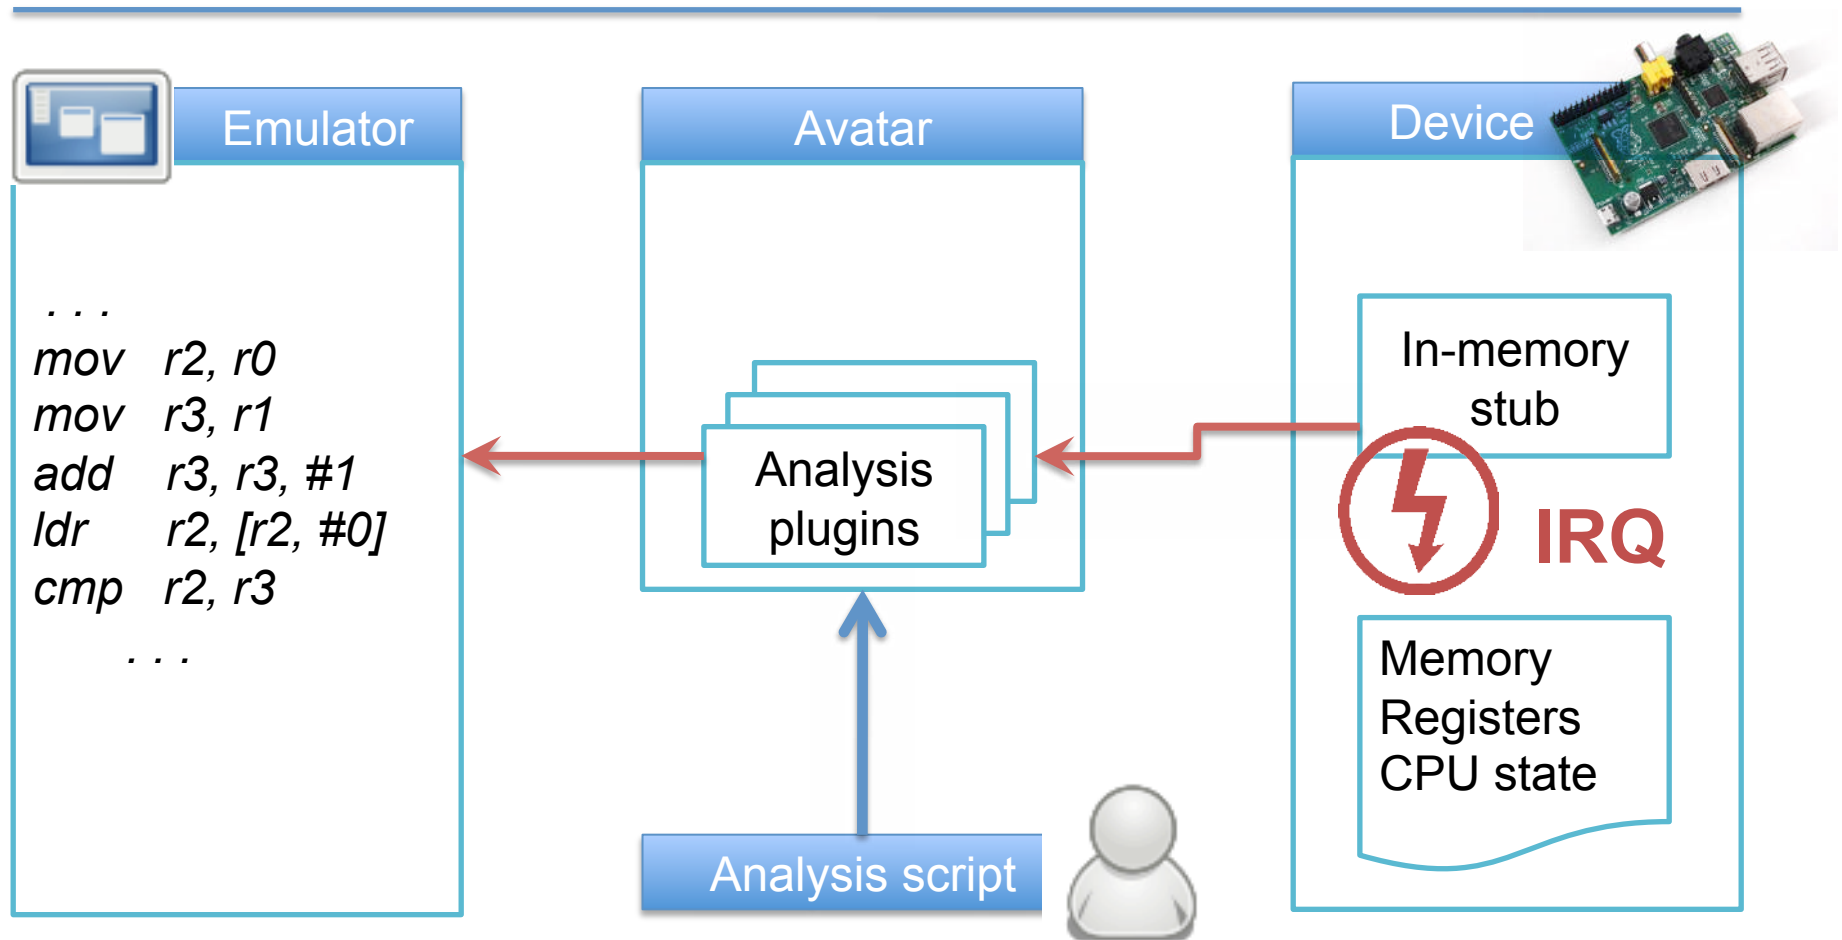 Emulator
. . .
mov r2, r0
mov r3, r1
add r3, r3, #1
ldr r2, [r2, #0]
cmp r2, r3
. . .
Avatar
Analysis
plugins
Analysis script
Device
In-memory
stub
IRQ
Memory
Registers
CPU state